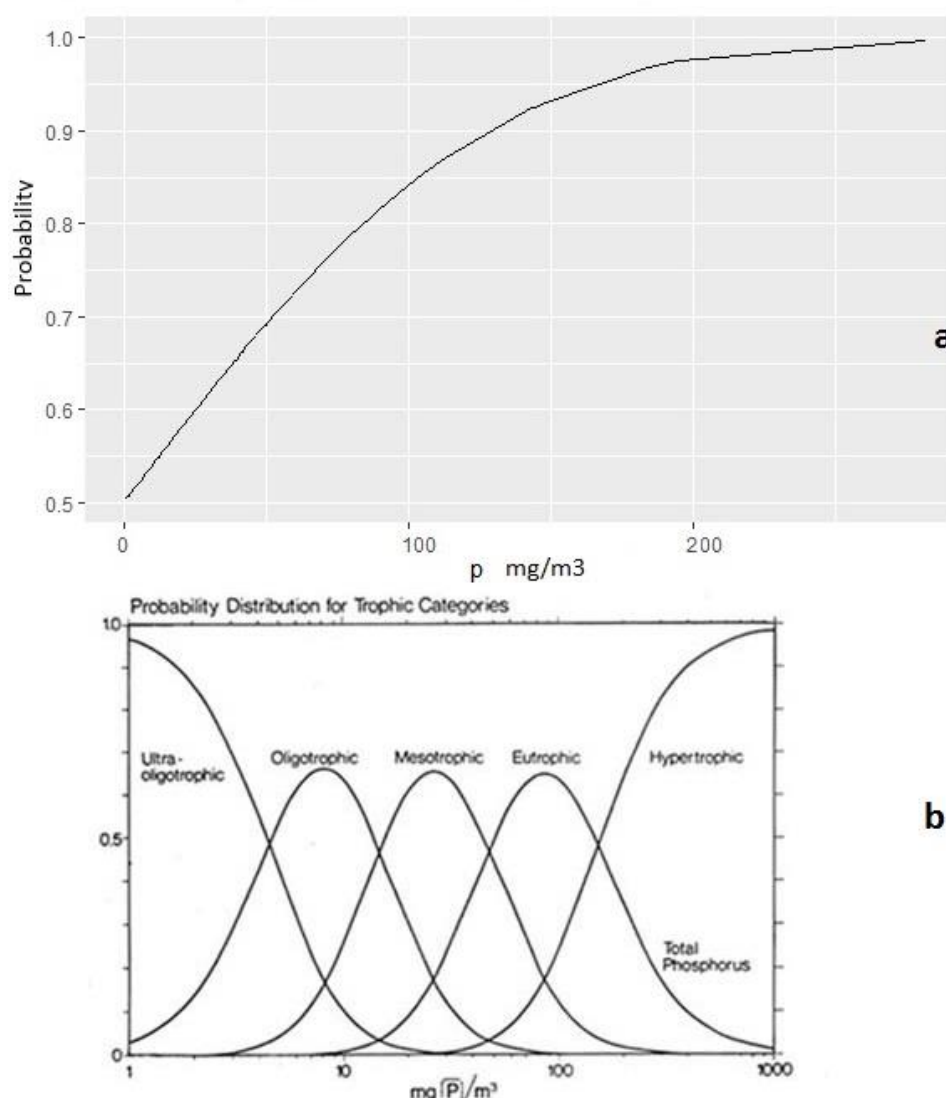 1.0
0.9
0.8
0.7
0.6
0.5
Probability
0
100
200
p mg/m3
a
Probability Distribution for Trophic Categories
1.0
0.5
0
Ultra-
oligotrophic
Oligotrophic
Mesotrophic
Eutrophic
Hypertrophic
Total
Phosphorus
1
10
100
1000
mg [P]/m³
b